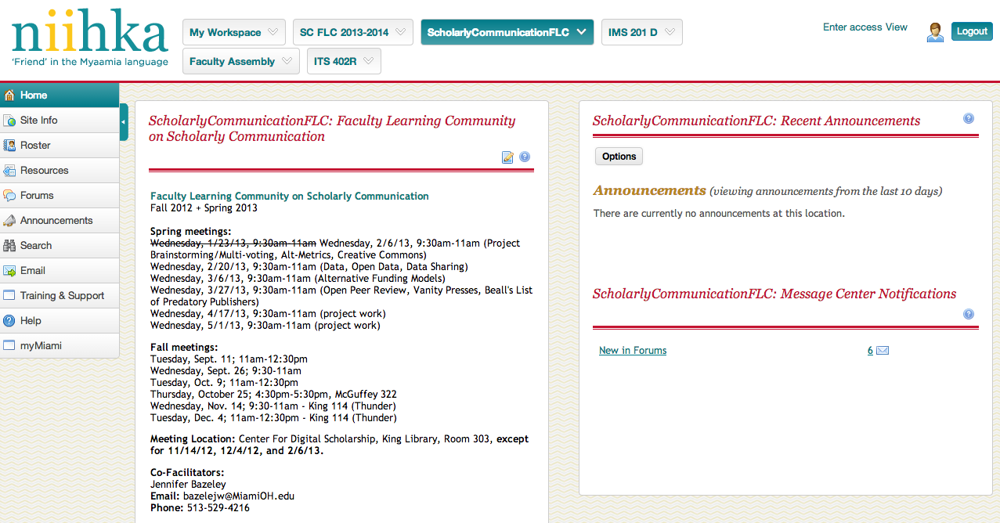 niihka
'Friend' in the Myaamia language
My Workspace
SC FLC 2013-2014
ScholarlyCommunicationFLC
IMS 201 D
Faculty Assembly
ITS 402R
Enter access View
Logout
Home
Site Info
Roster
Resources
Forums
Announcements
Search
Email
Training & Support
Help
myMiami
ScholarlyCommunicationFLC: Faculty Learning Community
on Scholarly Communication
Faculty Learning Community on Scholarly Communication
Fall 2012 + Spring 2013
Spring meetings:
Wednesday, 1/23/13, 9:30am-11am Wednesday, 2/6/13, 9:30am-11am (Project
Brainstorming/Multi-voting, Alt-Metrics, Creative Commons)
Wednesday, 2/20/13, 9:30am-11am (Data, Open Data, Data Sharing)
Wednesday, 3/6/13, 9:30am-11am (Alternative Funding Models)
Wednesday, 3/27/13, 9:30am-11am (Open Peer Review, Vanity Presses, Beall's List
of Predatory Publishers)
Wednesday, 4/17/13, 9:30am-11am (project work)
Wednesday, 5/1/13, 9:30am-11am (project work)
Fall meetings:
Tuesday, Sept. 11; 11am-12:30pm
Wednesday, Sept. 26; 9:30-11am
Tuesday, Oct. 9; 11am-12:30pm
Thursday, October 25; 4:30pm-5:30pm, McGuffey 322
Wednesday, Nov. 14; 9:30-11am - King 114 (Thunder)
Tuesday, Dec. 4; 11am-12:30pm - King 114 (Thunder)
Meeting Location: Center For Digital Scholarship, King Library, Room 303, except
for 11/14/12, 12/4/12, and 2/6/13.
Co-Facilitators:
Jennifer Bazeley
Email: bazelejw@MiamiOH.edu
Phone: 513-529-4216
ScholarlyCommunicationFLC: Recent Announcements
Options
Announcements (viewing announcements from the last 10 days)
There are currently no announcements at this location.
ScholarlyCommunicationFLC: Message Center Notifications
New in Forums
6